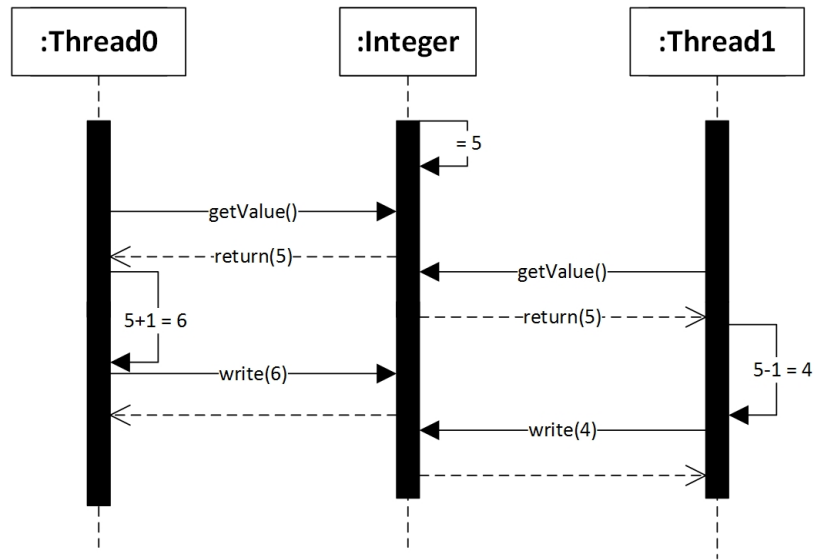 :Thread0
:Integer
:Thread1
= 5
getValue()
return(5)
getValue()
5+1 = 6
return(5)
5-1 = 4
write(6)
write(4)